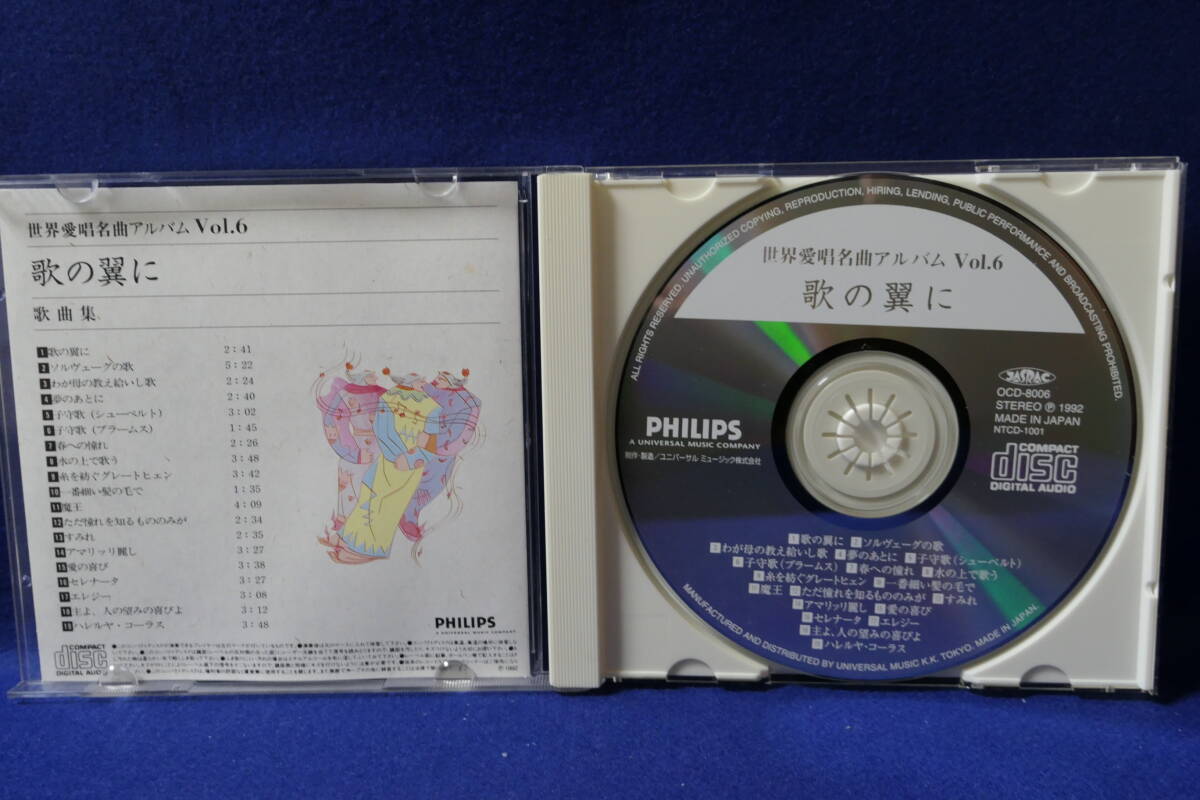 世界愛唱名曲アルバム Vol.6
歌の翼に
歌曲集
1 歌の翼に 2:41
2 ソルヴェーグの歌 5:22
3 わが母の教え給いし歌 2:24
4 夢のあとに 2:40
5 子守歌(シューベルト) 3:02
6 子守歌(ブラームス) 1:45
7 春への憧れ 2:26
8 水の上で歌う 3:48
9 糸を紡ぐグレートヒェン 3:42
10 一番細い髪の毛で 1:35
11 魔王 4:09
12 ただ憧れを知るもののみが 2:34
13 すみれ 2:35
14 アマリッリ麗し 3:27
15 愛の喜び 3:38
16 セレナータ 3:27
17 エレジー 3:08
18 主よ、人の望みの喜びよ 3:12
19 ハレルヤ・コーラス 3:48
PHILIPS
A UNIVERSAL MUSIC COMPANY
COMPACT
disc
DIGITAL AUDIO
ALL RIGHTS RESERVED. UNAUTHORIZED COPYING, REPRODUCTION, HIRING, LENDING, PUBLIC PERFORMANCE AND BROADCASTING PROHIBITED.
世界愛唱名曲アルバム Vol.6
歌の翼に
JASRAC
OCD-8006
STEREO Ⓟ 1992
MADE IN JAPAN
NTCD-1001
PHILIPS
A UNIVERSAL MUSIC COMPANY
制作・製造/ユニバーサル ミュージック株式会社
COMPACT
disc
DIGITAL AUDIO
1 歌の翼に 2 ソルヴェーグの歌
3 わが母の教え給いし歌 4 夢のあとに 5 子守歌(シューベルト)
6 子守歌(ブラームス) 7 春への憧れ 8 水の上で歌う
9 糸を紡ぐグレートヒェン 10 一番細い髪の毛で
11 魔王 12 ただ憧れを知るもののみが 13 すみれ
14 アマリッリ麗し 15 愛の喜び
16 セレナータ 17 エレジー
18 主よ、人の望みの喜びよ
19 ハレルヤ・コーラス
MANUFACTURED AND DISTRIBUTED BY UNIVERSAL MUSIC K.K. TOKYO. MADE IN JAPAN.